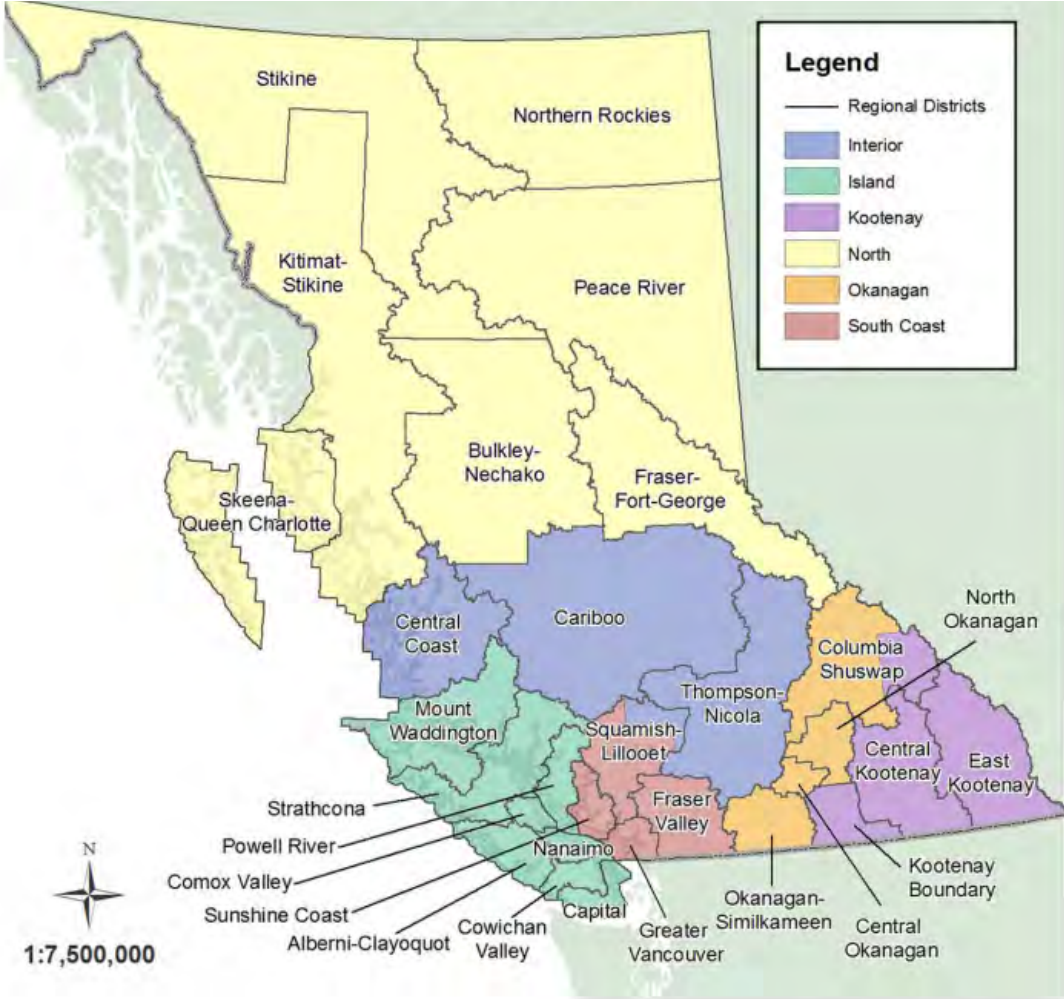 Legend
Regional Districts
Interior
Island
Kootenay
North
Okanagan
South Coast
Stikine
Northern Rockies
Kitimat-
Stikine
Peace River
Bulkley-
Nechako
Fraser-
Fort-George
Skeena-
Queen Charlotte
Central
Coast
Cariboo
North
Okanagan
Columbia
Shuswap
Thompson-
Nicola
Mount
Waddington
Squamish-
Lillooet
Central
Kootenay
East
Kootenay
Strathcona
Fraser
Valley
Powell River
Nanaimo
Comox Valley
Sunshine Coast
Alberni-Clayoquot
Cowichan
Valley
Capital
Greater
Vancouver
Okanagan-
Similkameen
Central
Okanagan
Kootenay
Boundary
N
1:7,500,000